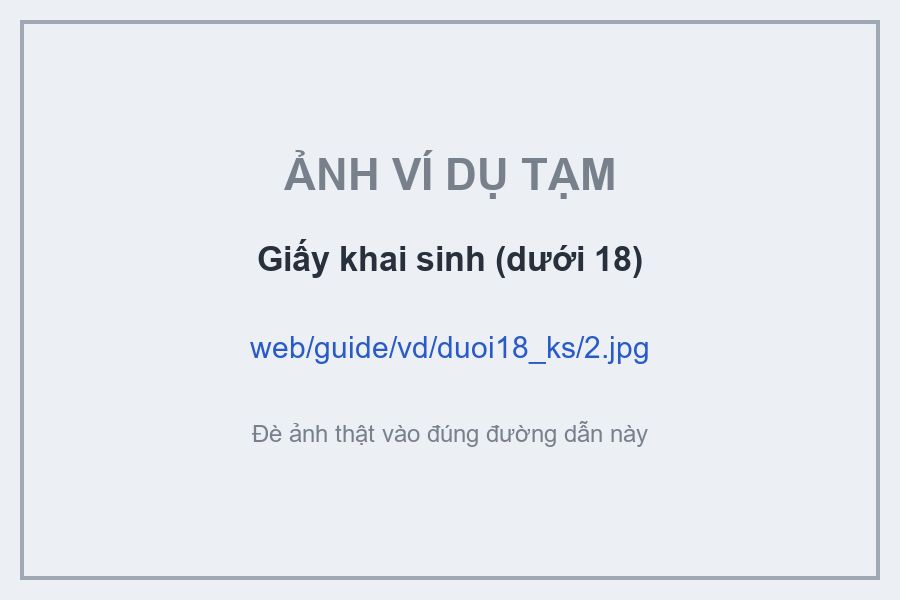 ẢNH VÍ DỤ TẠM
Giấy khai sinh (dưới 18)
web/guide/vd/duoi18_ks/2.jpg
Đè ảnh thật vào đúng đường dẫn này